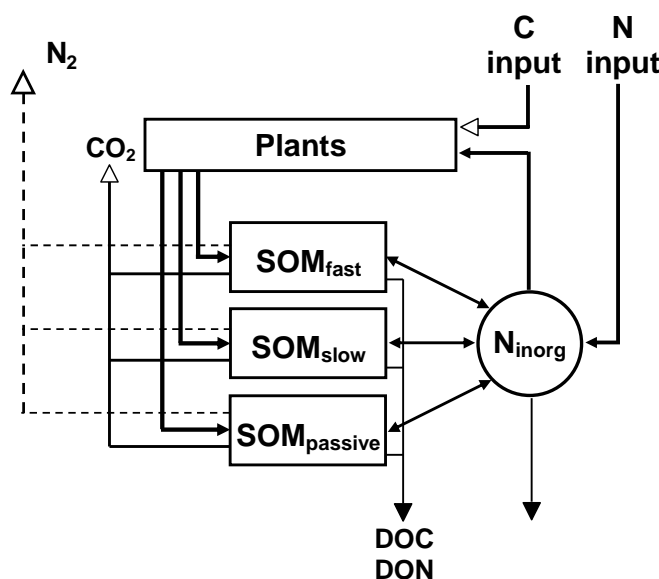 C
input
N
input
N₂
CO₂
Plants
SOMfast
SOMslow
SOMpassive
Ninorg
DOC
DON